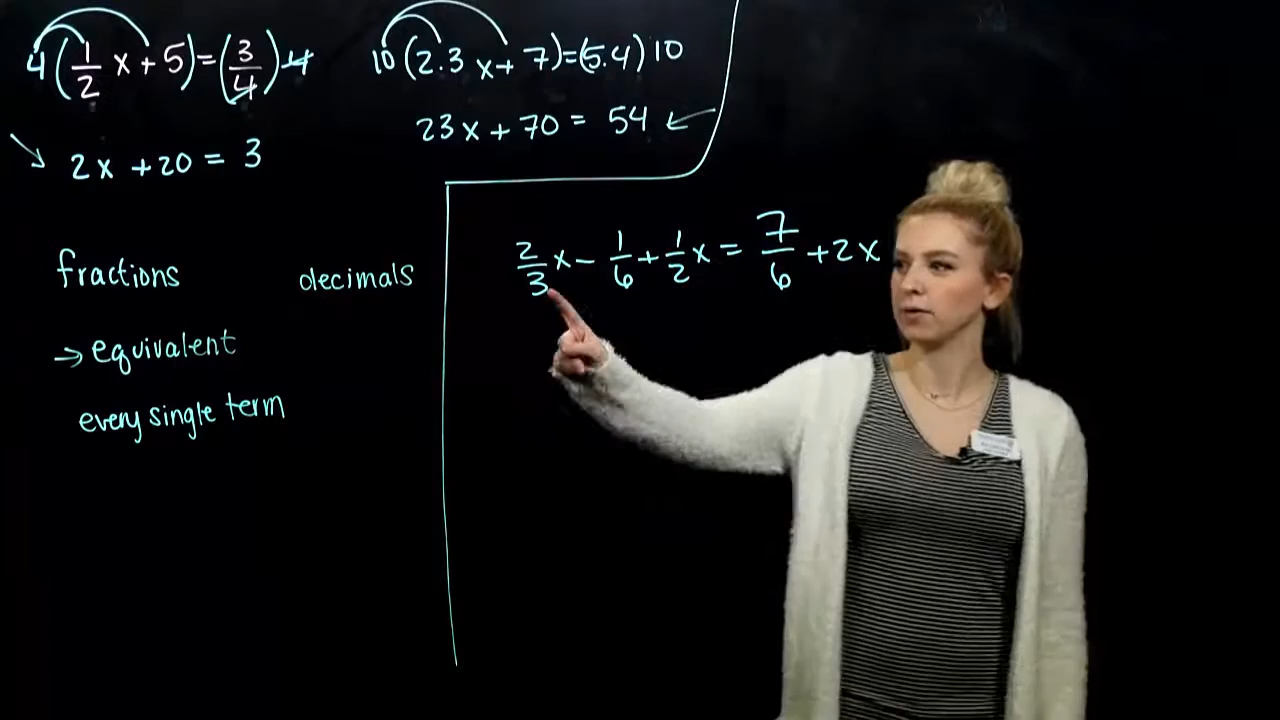 4(1/2 x + 5) = (3/4) 4
2x + 20 = 3
10(2.3x + 7) = (5.4) 10
23x + 70 = 54
fractions
decimals
→ equivalent
every single term
2/3 x - 1/6 + 1/2 x = 7/6 + 2x